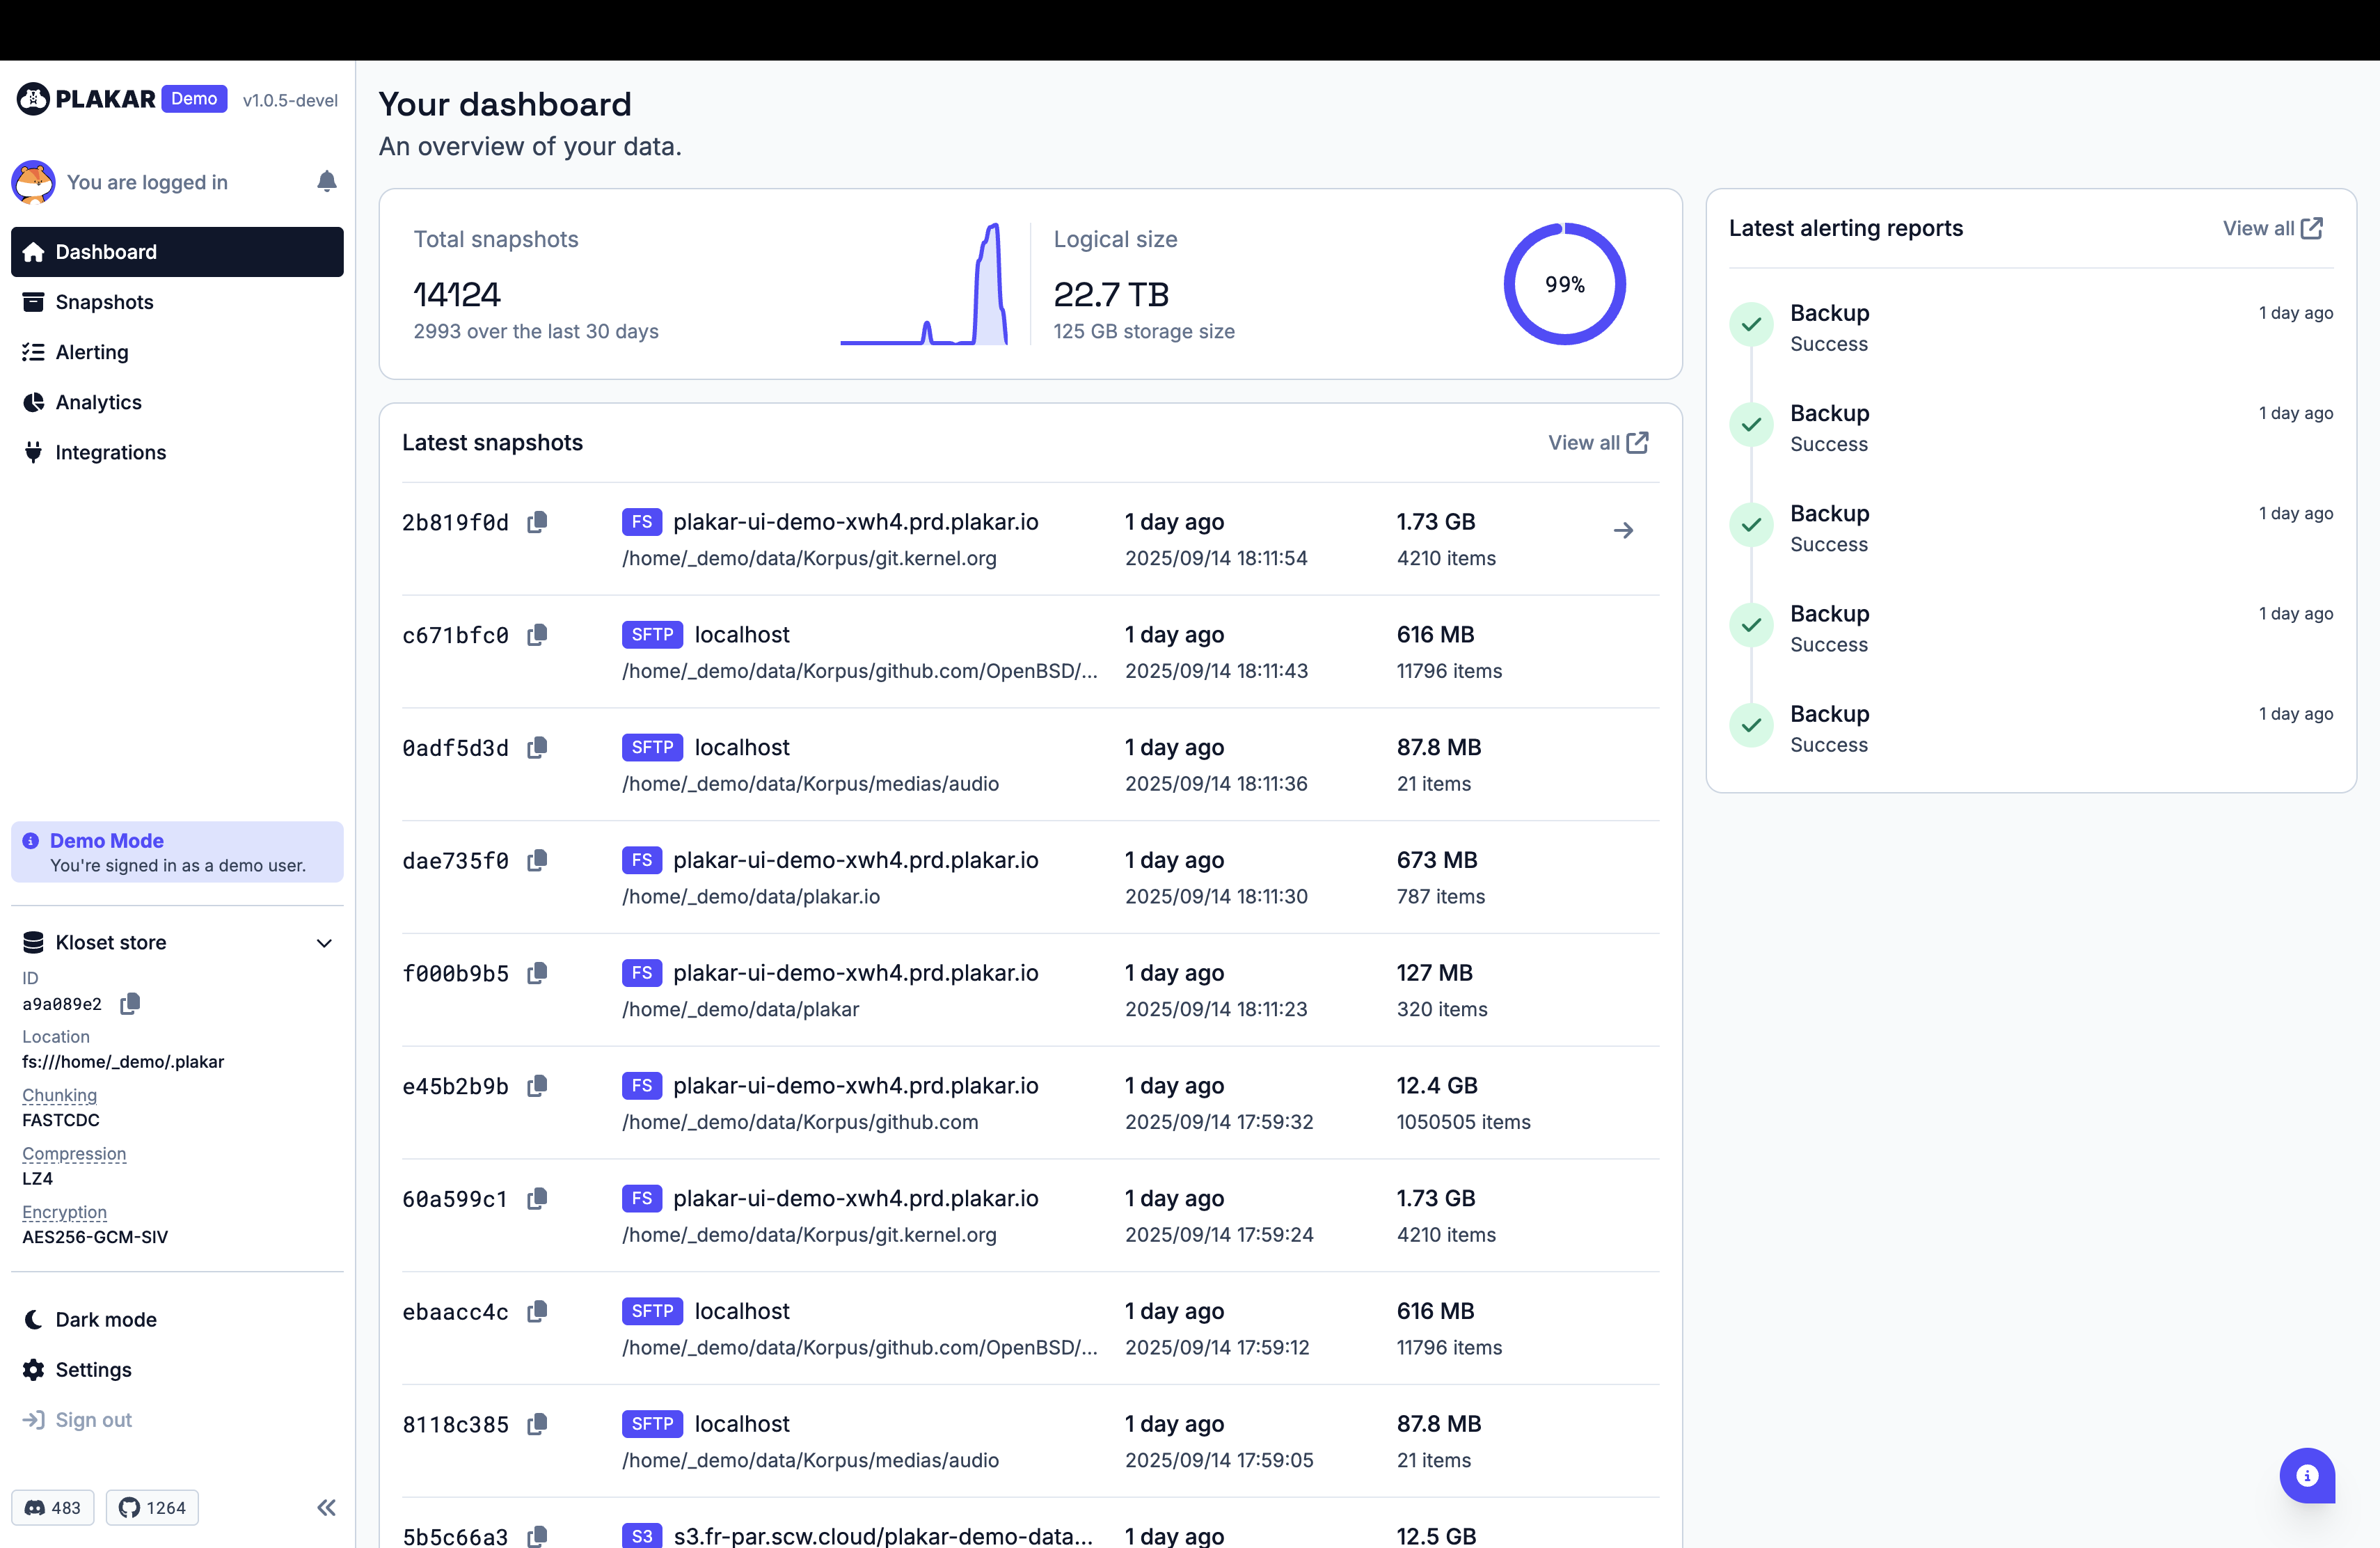 PLAKAR Demo v1.0.5-devel
You are logged in
Dashboard
Snapshots
Alerting
Analytics
Integrations
Demo Mode
You're signed in as a demo user.
Kloset store
ID
a9a089e2
Location
fs:///home/_demo/.plakar
Chunking
FASTCDC
Compression
LZ4
Encryption
AES256-GCM-SIV
Dark mode
Settings
Sign out
483 1264
Your dashboard
An overview of your data.
Total snapshots
14124
2993 over the last 30 days
Logical size
22.7 TB
125 GB storage size
99%
Latest snapshots View all
2b819f0d FS plakar-ui-demo-xwh4.prd.plakar.io 1 day ago 1.73 GB
/home/_demo/data/Korpus/git.kernel.org 2025/09/14 18:11:54 4210 items
c671bfc0 SFTP localhost 1 day ago 616 MB
/home/_demo/data/Korpus/github.com/OpenBSD/... 2025/09/14 18:11:43 11796 items
0adf5d3d SFTP localhost 1 day ago 87.8 MB
/home/_demo/data/Korpus/medias/audio 2025/09/14 18:11:36 21 items
dae735f0 FS plakar-ui-demo-xwh4.prd.plakar.io 1 day ago 673 MB
/home/_demo/data/plakar.io 2025/09/14 18:11:30 787 items
f000b9b5 FS plakar-ui-demo-xwh4.prd.plakar.io 1 day ago 127 MB
/home/_demo/data/plakar 2025/09/14 18:11:23 320 items
e45b2b9b FS plakar-ui-demo-xwh4.prd.plakar.io 1 day ago 12.4 GB
/home/_demo/data/Korpus/github.com 2025/09/14 17:59:32 1050505 items
60a599c1 FS plakar-ui-demo-xwh4.prd.plakar.io 1 day ago 1.73 GB
/home/_demo/data/Korpus/git.kernel.org 2025/09/14 17:59:24 4210 items
ebaacc4c SFTP localhost 1 day ago 616 MB
/home/_demo/data/Korpus/github.com/OpenBSD/... 2025/09/14 17:59:12 11796 items
8118c385 SFTP localhost 1 day ago 87.8 MB
/home/_demo/data/Korpus/medias/audio 2025/09/14 17:59:05 21 items
5b5c66a3 S3 s3.fr-par.scw.cloud/plakar-demo-data... 1 day ago 12.5 GB
Latest alerting reports View all
Backup 1 day ago
Success
Backup 1 day ago
Success
Backup 1 day ago
Success
Backup 1 day ago
Success
Backup 1 day ago
Success